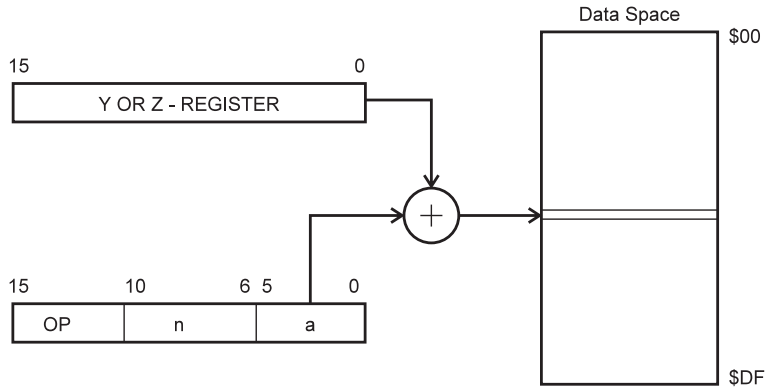 Data Space
$00
15 0
Y OR Z - REGISTER
+
15 10 6 5 0
OP n a
$DF